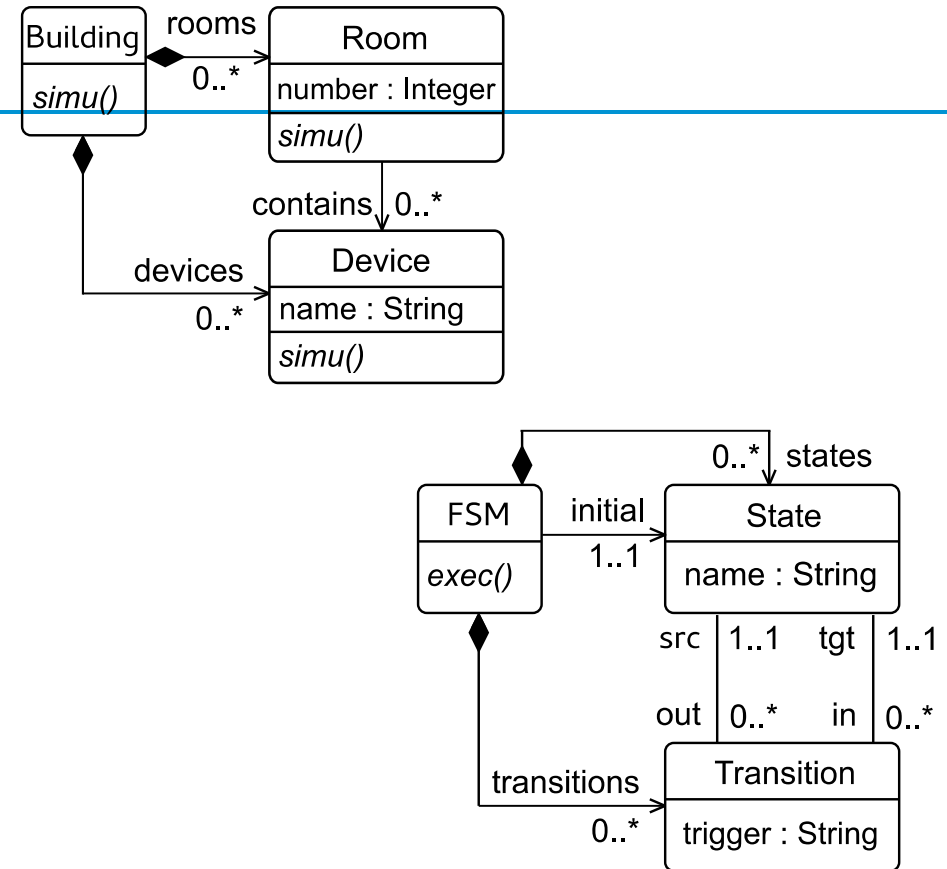 Building
simu()
rooms
0..*
Room
number : Integer
simu()
contains
0..*
devices
0..*
Device
name : String
simu()
0..*
states
FSM
exec()
initial
1..1
State
name : String
src
1..1
tgt
1..1
out
0..*
in
0..*
transitions
0..*
Transition
trigger : String